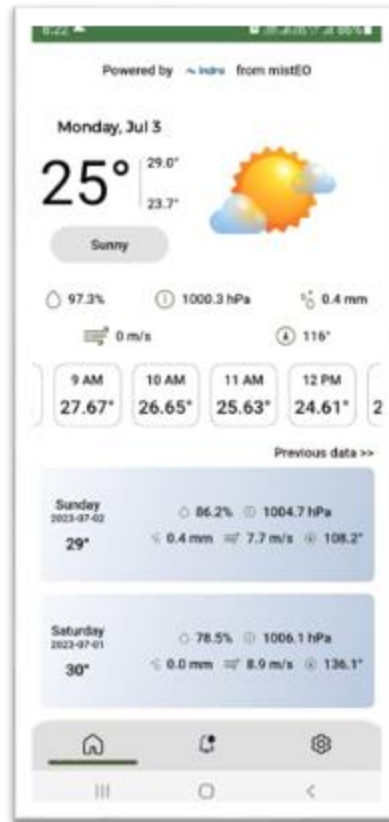 8:22
86%
Powered by indra from mistEO
Monday, Jul 3
25°
29.0°
23.7°
Sunny
97.3% 1000.3 hPa 0.4 mm
0 m/s 116°
9 AM 10 AM 11 AM 12 PM
27.67° 26.65° 25.63° 24.61° 2
Previous data >>
Sunday
2023-07-02
29°
86.2% 1004.7 hPa
0.4 mm 7.7 m/s 108.2°
Saturday
2023-07-01
30°
78.5% 1006.1 hPa
0.0 mm 8.9 m/s 136.1°